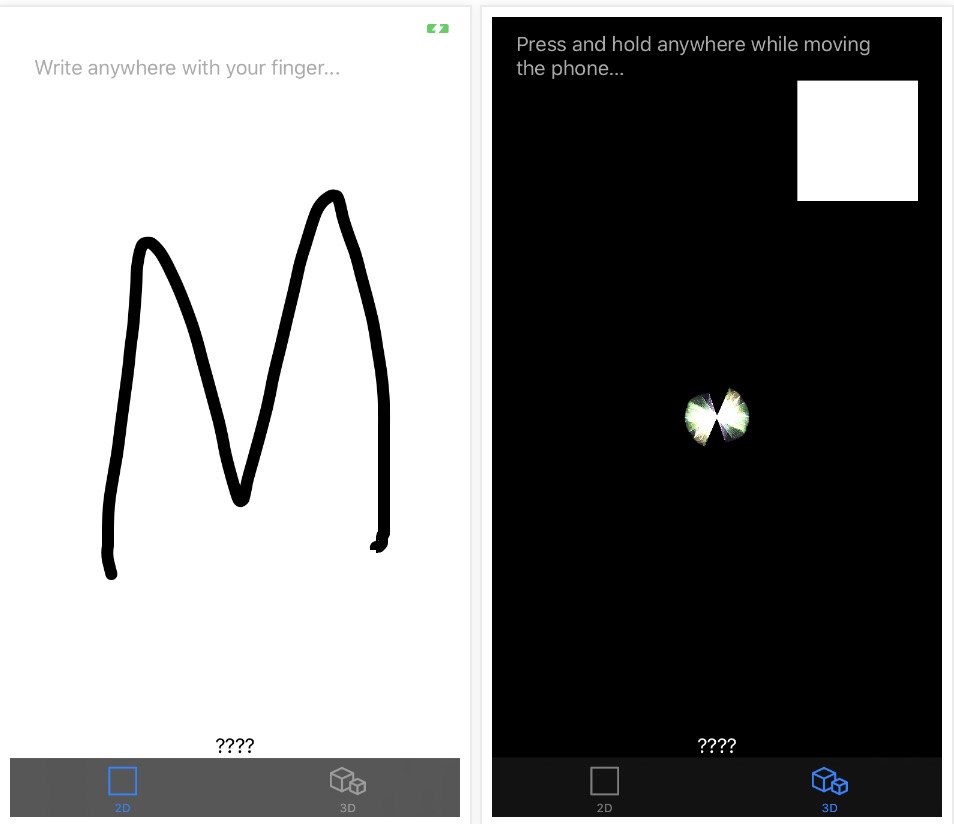 Write anywhere with your finger...
M
????
2D
3D
Press and hold anywhere while moving
the phone...
????
2D
3D